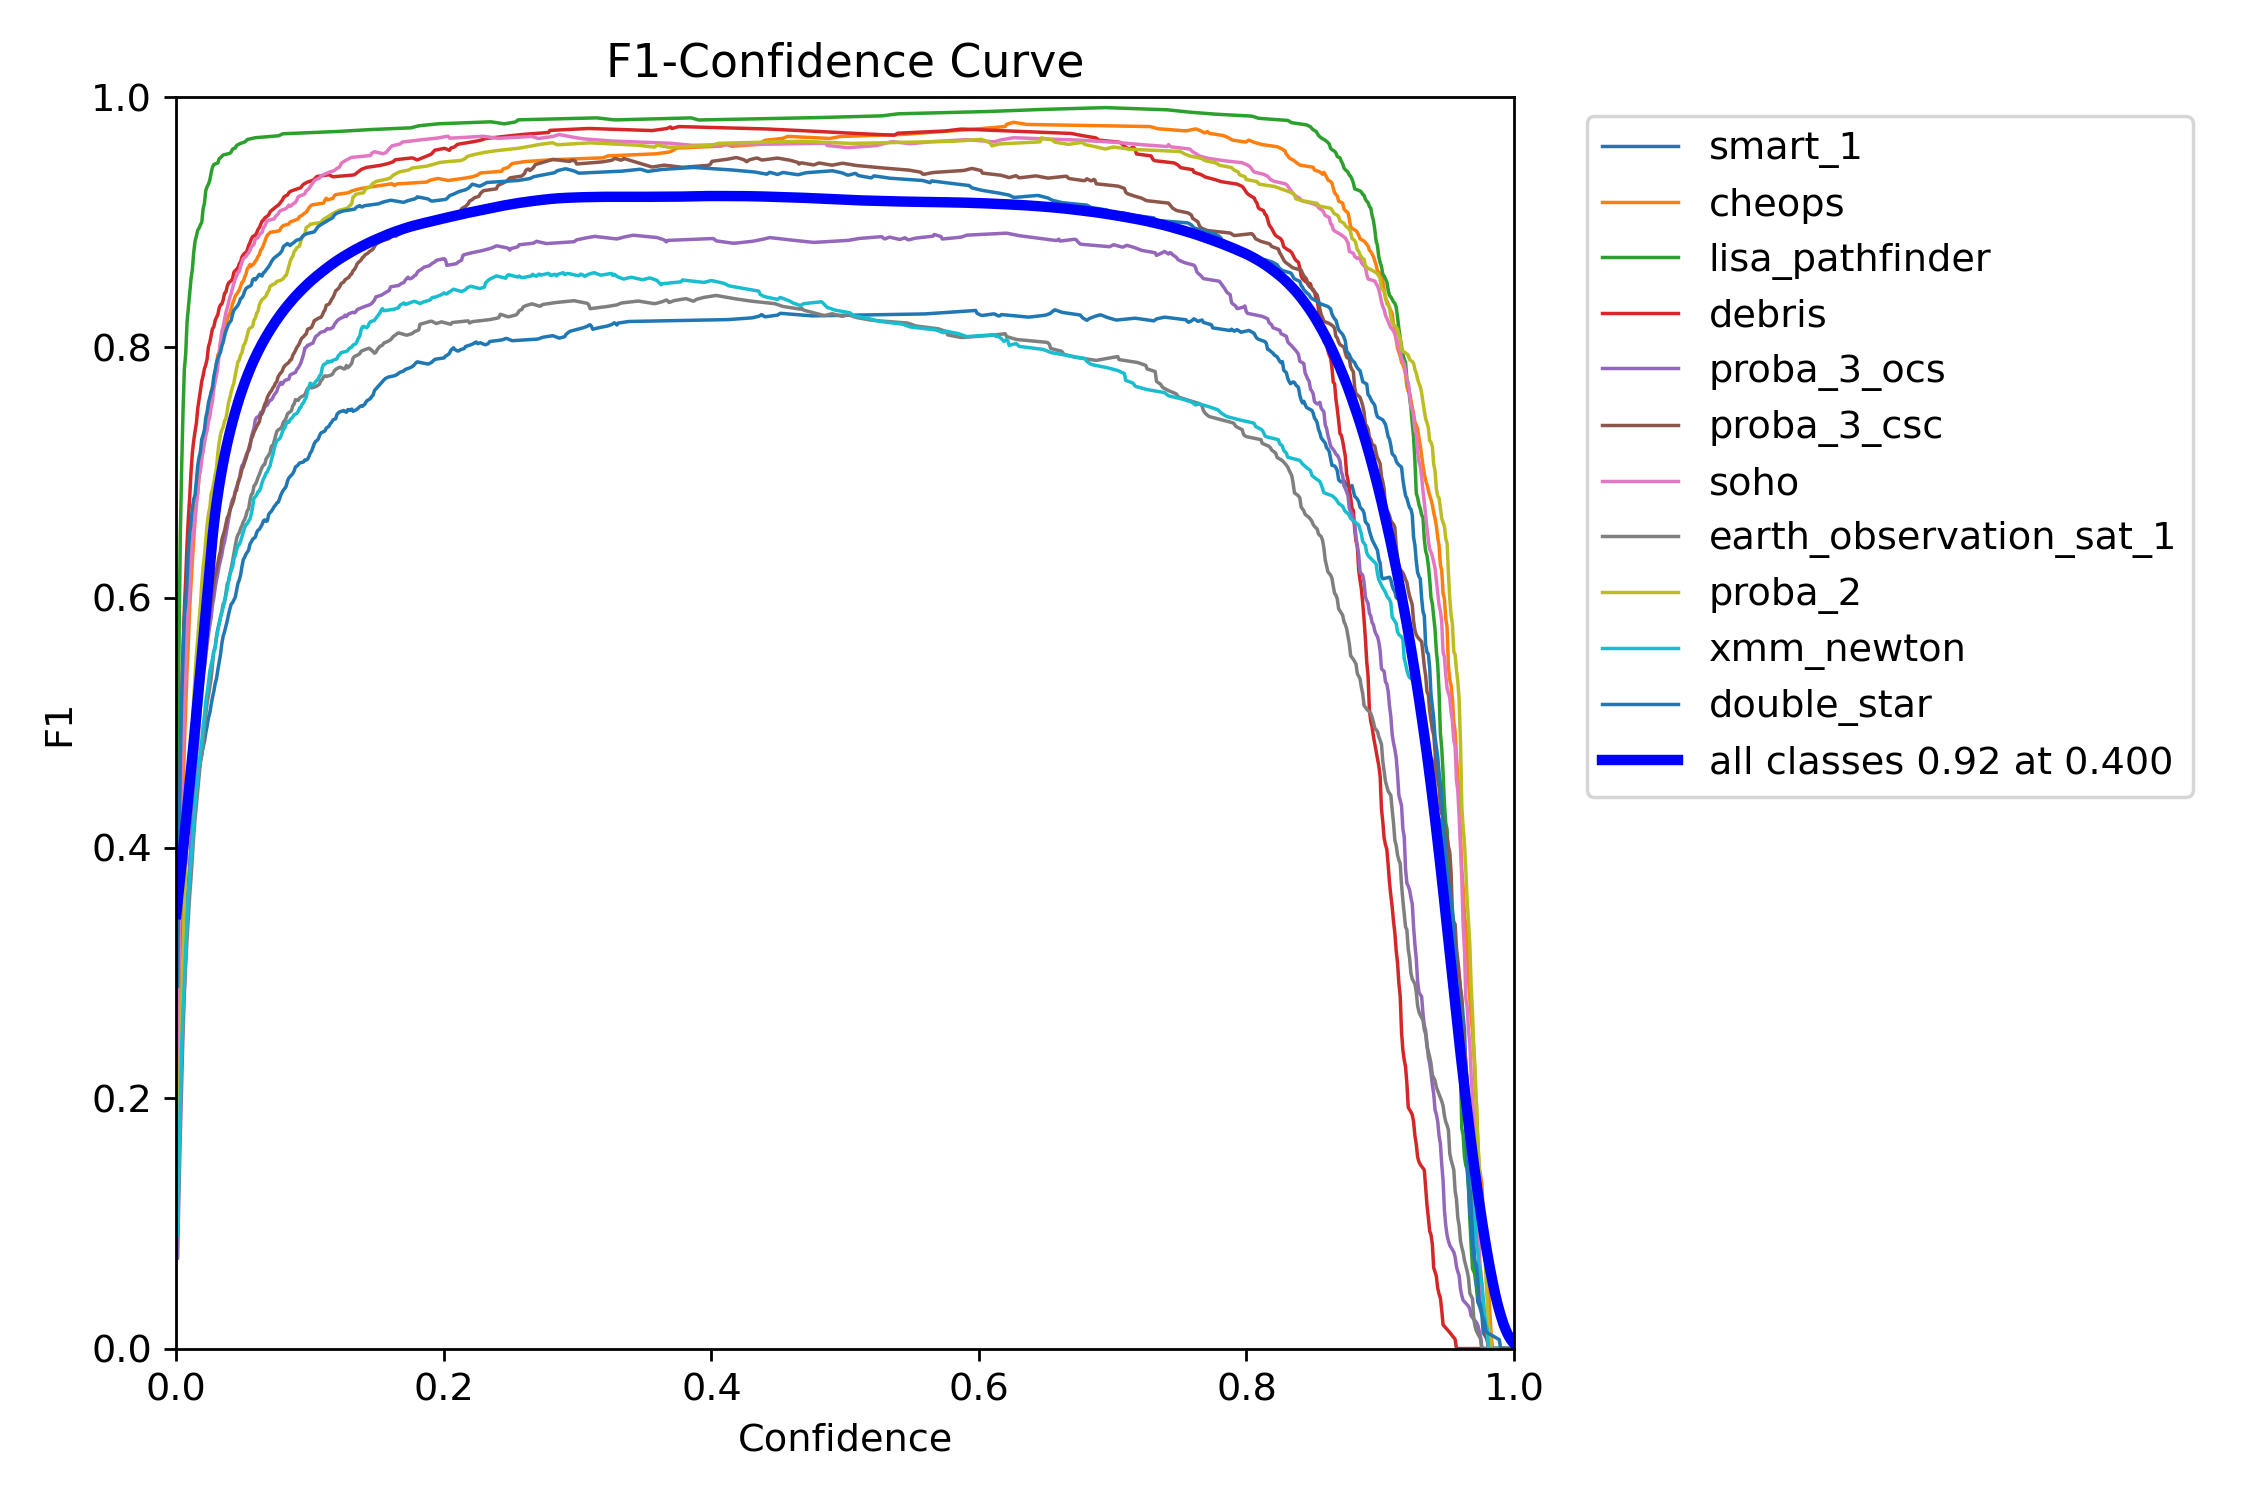 F1-Confidence Curve
1.0
0.8
0.6
0.4
0.2
0.0
F1
0.0 0.2 0.4 0.6 0.8 1.0
Confidence
smart_1
cheops
lisa_pathfinder
debris
proba_3_ocs
proba_3_csc
soho
earth_observation_sat_1
proba_2
xmm_newton
double_star
all classes 0.92 at 0.400